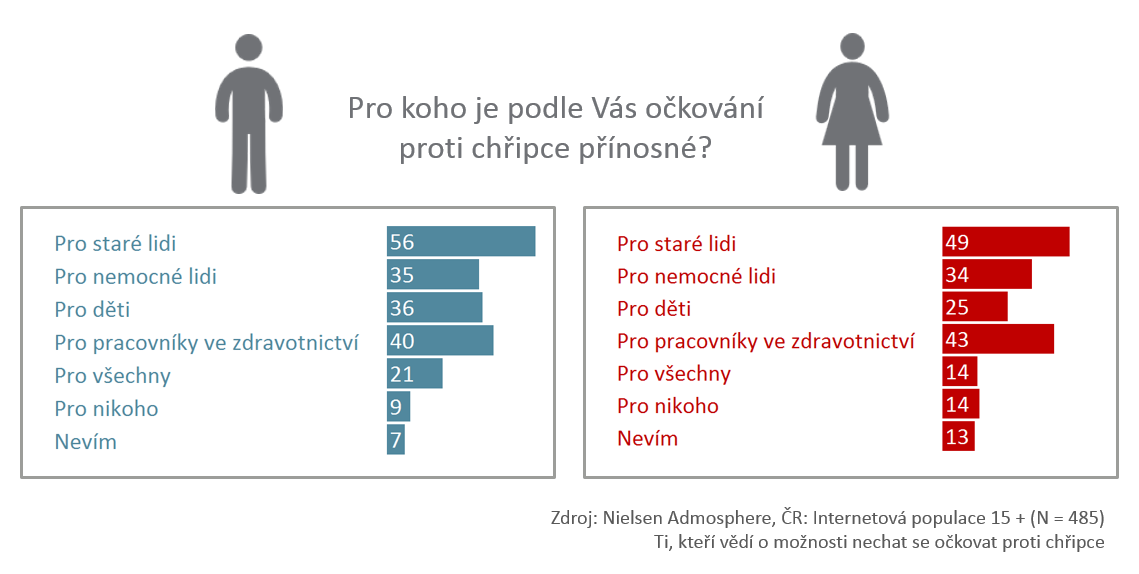 Pro koho je podle Vás očkování
proti chřipce přínosné?
Pro staré lidi 56
Pro nemocné lidi 35
Pro děti 36
Pro pracovníky ve zdravotnictví 40
Pro všechny 21
Pro nikoho 9
Nevím 7
Pro staré lidi 49
Pro nemocné lidi 34
Pro děti 25
Pro pracovníky ve zdravotnictví 43
Pro všechny 14
Pro nikoho 14
Nevím 13
Zdroj: Nielsen Admosphere, ČR: Internetová populace 15 + (N = 485)
Ti, kteří vědí o možnosti nechat se očkovat proti chřipce